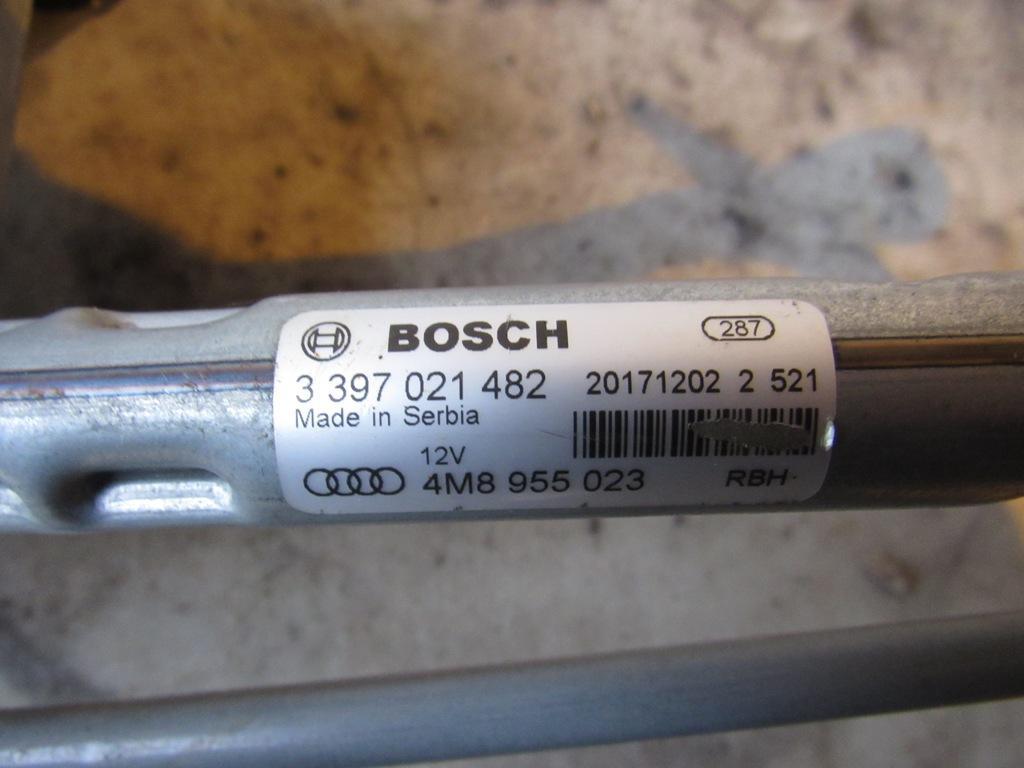 BOSCH 287
3 397 021 482 20171202 2 521
Made in Serbia
12V
4M8 955 023 RBH